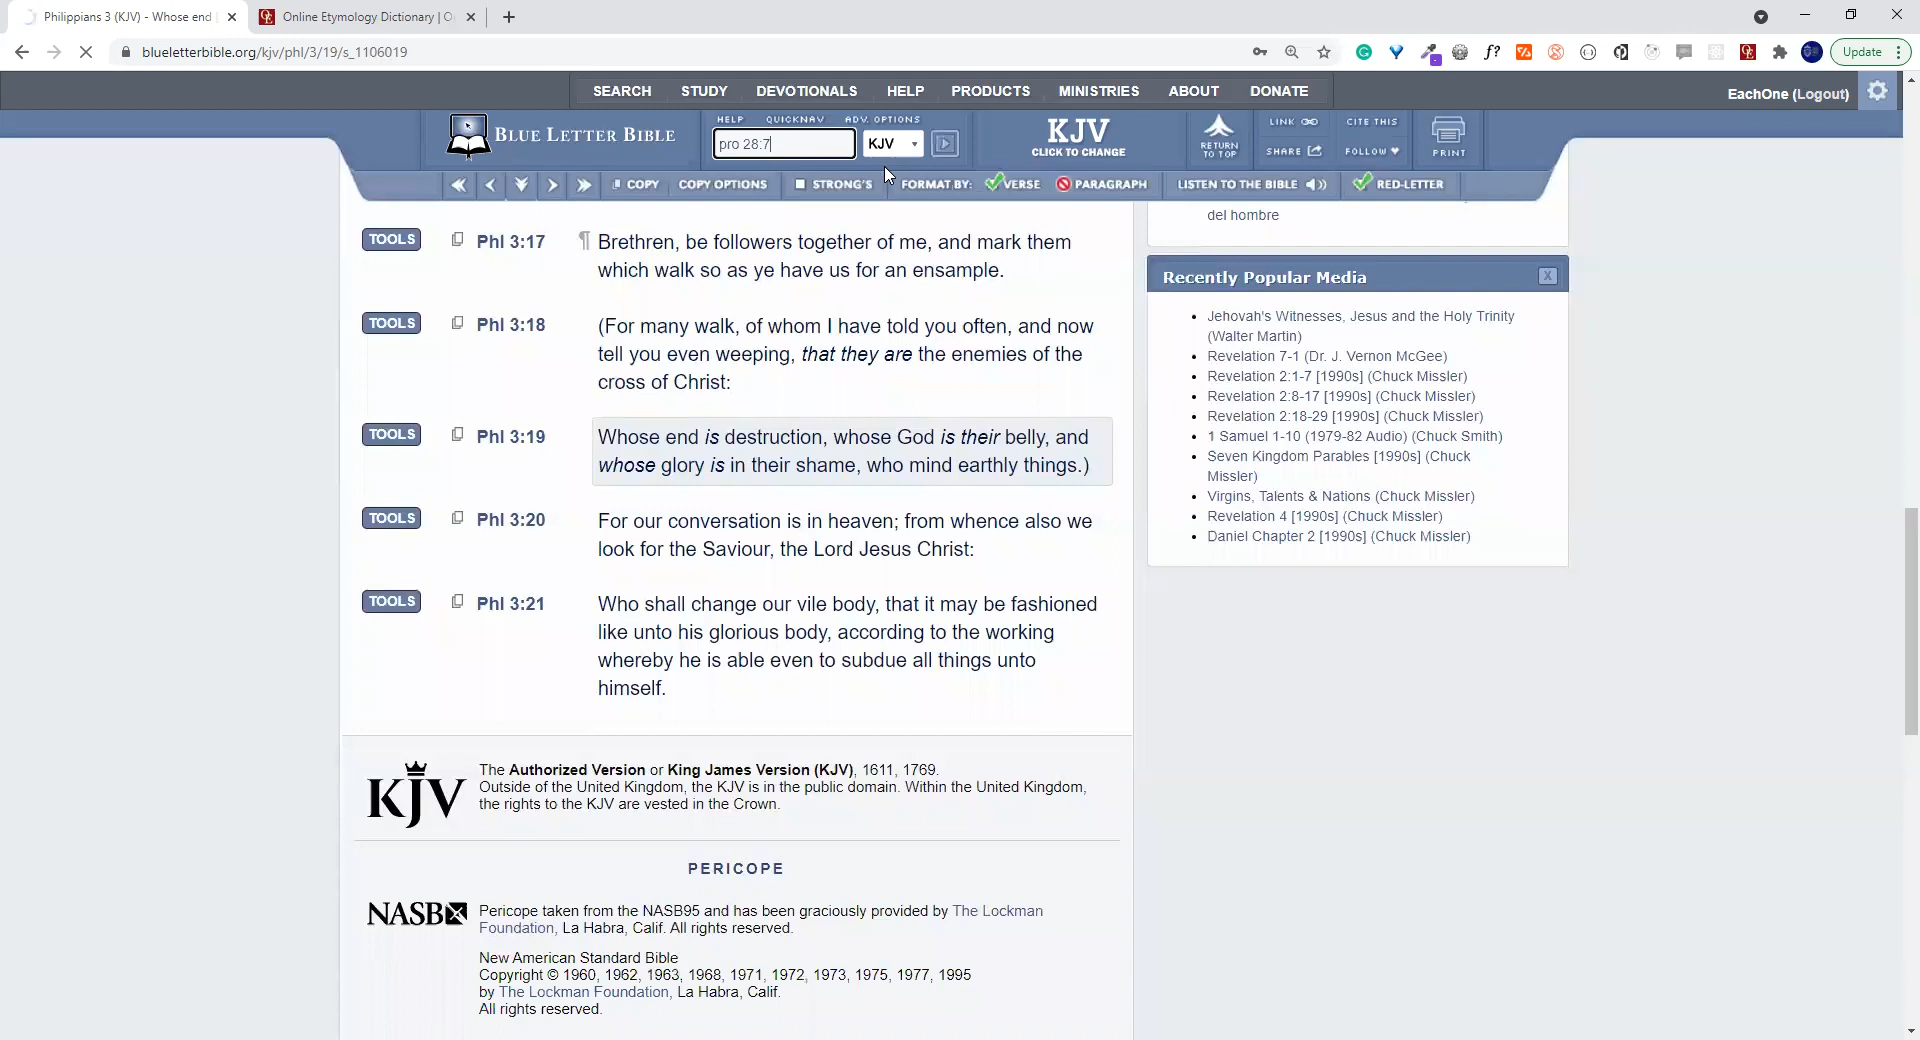 Philippians 3 (KJV) - Whose end
Online Etymology Dictionary | O
blueletterbible.org/kjv/phl/3/19/s_1106019
Update
SEARCH STUDY DEVOTIONALS HELP PRODUCTS MINISTRIES ABOUT DONATE
EachOne (Logout)
BLUE LETTER BIBLE
HELP QUICKNAV ADV. OPTIONS
pro 28:7
KJV
KJV
CLICK TO CHANGE
RETURN
TO TOP
LINK
CITE THIS
SHARE
FOLLOW
PRINT
COPY COPY OPTIONS STRONG'S FORMAT BY: VERSE PARAGRAPH LISTEN TO THE BIBLE RED-LETTER
TOOLS Phl 3:17 ¶ Brethren, be followers together of me, and mark them
which walk so as ye have us for an ensample.
TOOLS Phl 3:18 (For many walk, of whom I have told you often, and now
tell you even weeping, that they are the enemies of the
cross of Christ:
TOOLS Phl 3:19 Whose end is destruction, whose God is their belly, and
whose glory is in their shame, who mind earthly things.)
TOOLS Phl 3:20 For our conversation is in heaven; from whence also we
look for the Saviour, the Lord Jesus Christ:
TOOLS Phl 3:21 Who shall change our vile body, that it may be fashioned
like unto his glorious body, according to the working
whereby he is able even to subdue all things unto
himself.
KJV
The Authorized Version or King James Version (KJV), 1611, 1769.
Outside of the United Kingdom, the KJV is in the public domain. Within the United Kingdom,
the rights to the KJV are vested in the Crown.
PERICOPE
NASB
Pericope taken from the NASB95 and has been graciously provided by The Lockman
Foundation, La Habra, Calif. All rights reserved.
New American Standard Bible
Copyright © 1960, 1962, 1963, 1968, 1971, 1972, 1973, 1975, 1977, 1995
by The Lockman Foundation, La Habra, Calif.
All rights reserved.
del hombre
Recently Popular Media
X
• Jehovah's Witnesses, Jesus and the Holy Trinity
(Walter Martin)
• Revelation 7-1 (Dr. J. Vernon McGee)
• Revelation 2:1-7 [1990s] (Chuck Missler)
• Revelation 2:8-17 [1990s] (Chuck Missler)
• Revelation 2:18-29 [1990s] (Chuck Missler)
• 1 Samuel 1-10 (1979-82 Audio) (Chuck Smith)
• Seven Kingdom Parables [1990s] (Chuck
Missler)
• Virgins, Talents & Nations (Chuck Missler)
• Revelation 4 [1990s] (Chuck Missler)
• Daniel Chapter 2 [1990s] (Chuck Missler)